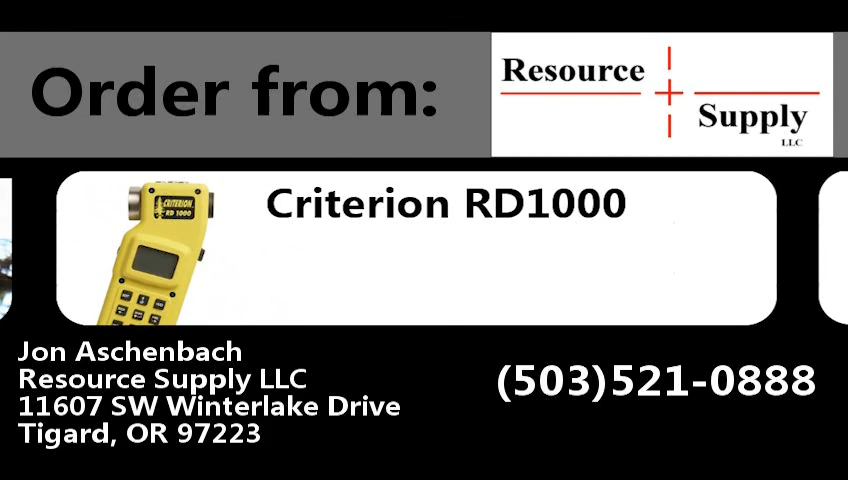 Order from:
Resource
Supply
LLC
Criterion RD1000
CRITERION
RD 1000
Jon Aschenbach
Resource Supply LLC
11607 SW Winterlake Drive
Tigard, OR 97223
(503)521-0888